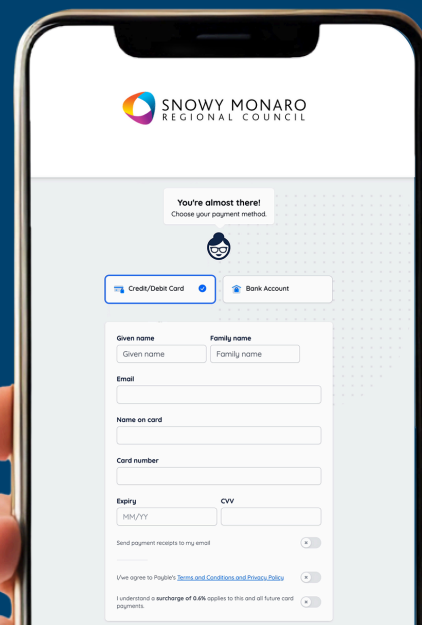 SNOWY MONARO
REGIONAL COUNCIL
You're almost there!
Choose your payment method.
Credit/Debit Card
Bank Account
Given name
Family name
Given name
Family name
Email
Name on card
Card number
Expiry
CVV
MM/YY
Send payment receipts to my email
I/we agree to Payble's Terms and Conditions and Privacy Policy
I understand a surcharge of 0.6% applies to this and all future card
payments.